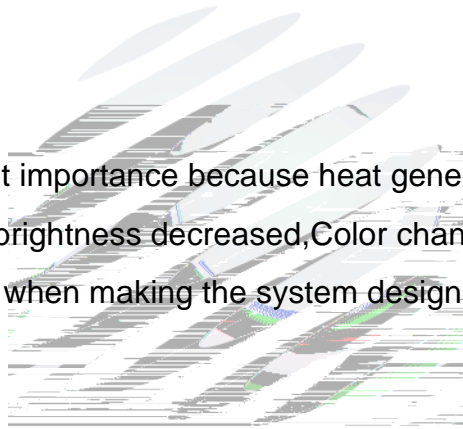 t importance because heat gene
brightness decreased,Color chan
when making the system design